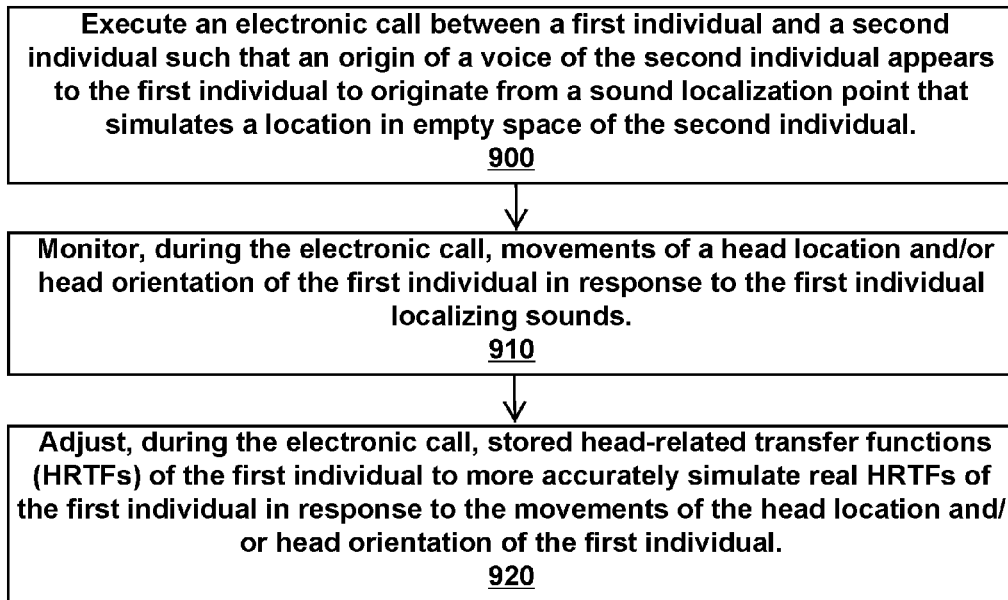 Execute an electronic call between a first individual and a second
individual such that an origin of a voice of the second individual appears
to the first individual to originate from a sound localization point that
simulates a location in empty space of the second individual.
900
Monitor, during the electronic call, movements of a head location and/or
head orientation of the first individual in response to the first individual
localizing sounds.
910
Adjust, during the electronic call, stored head-related transfer functions
(HRTFs) of the first individual to more accurately simulate real HRTFs of
the first individual in response to the movements of the head location and/
or head orientation of the first individual.
920